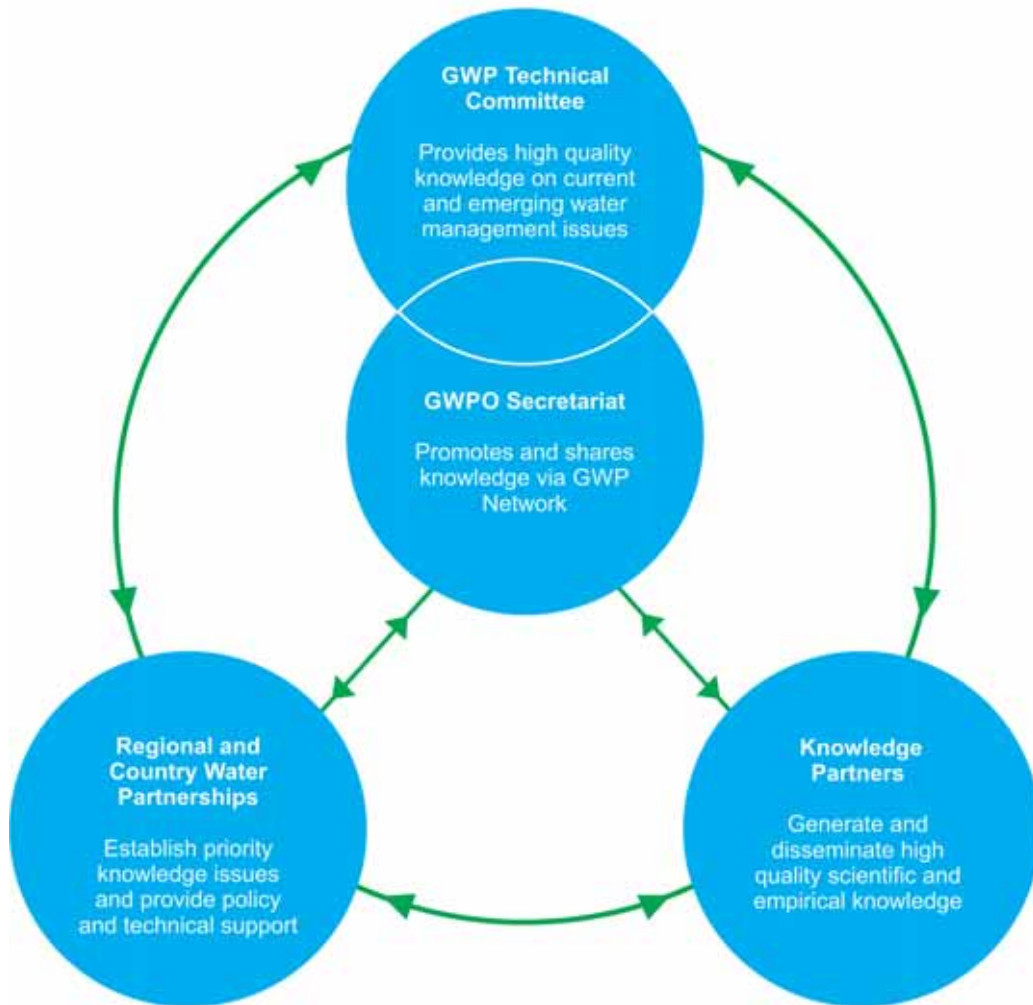 GWP Technical
Committee
Provides high quality
knowledge on current
and emerging water
management issues
GWPO Secretariat
Promotes and shares
knowledge via GWP
Network
Regional and
Country Water
Partnerships
Establish priority
knowledge issues
and provide policy
and technical support
Knowledge
Partners
Generate and
disseminate high
quality scientific and
empirical knowledge